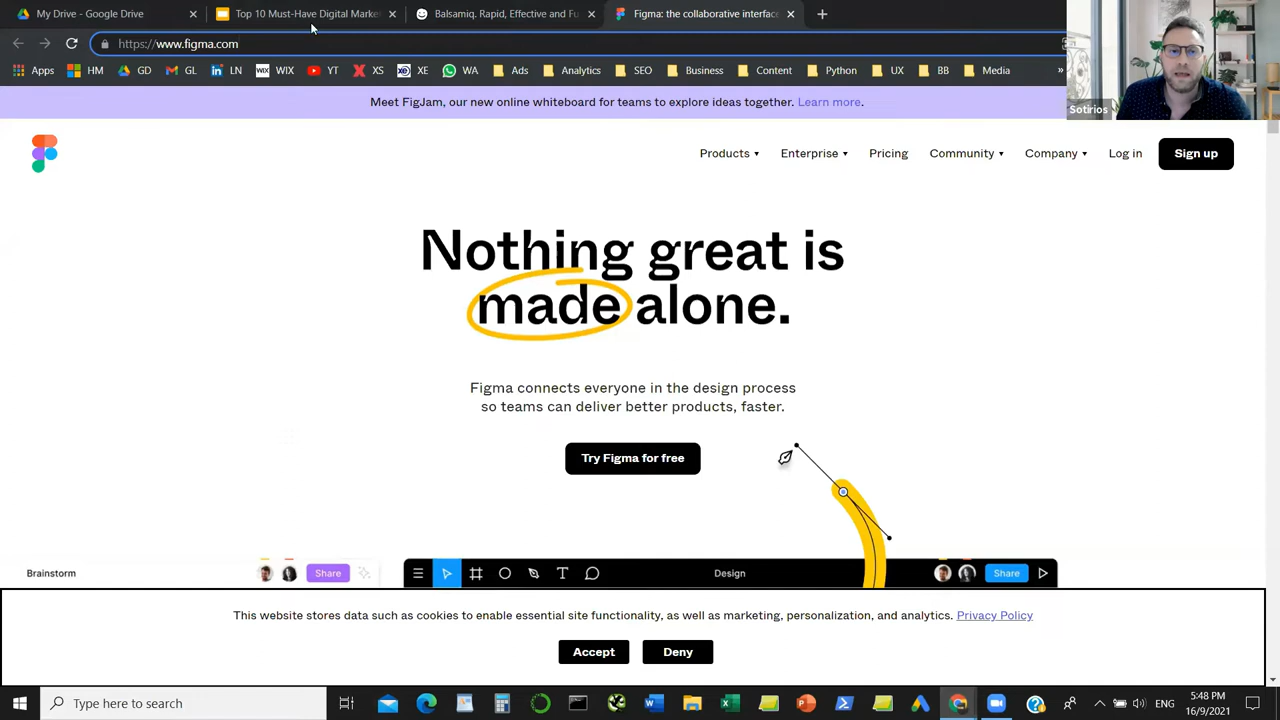 My Drive - Google Drive
Top 10 Must-Have Digital Marke
Balsamiq. Rapid, Effective and Fu
Figma: the collaborative interfac
https://www.figma.com
Apps HM GD GL LN WIX YT XS XE WA Ads Analytics SEO Business Content Python UX BB Media »
Sotirios
Meet FigJam, our new online whiteboard for teams to explore ideas together. Learn more.
Products Enterprise Pricing Community Company Log in Sign up
Nothing great is
made alone.
Figma connects everyone in the design process
so teams can deliver better products, faster.
Try Figma for free
Brainstorm Share Design Share
This website stores data such as cookies to enable essential site functionality, as well as marketing, personalization, and analytics. Privacy Policy
Accept Deny
Type here to search
ENG
5:48 PM
16/9/2021